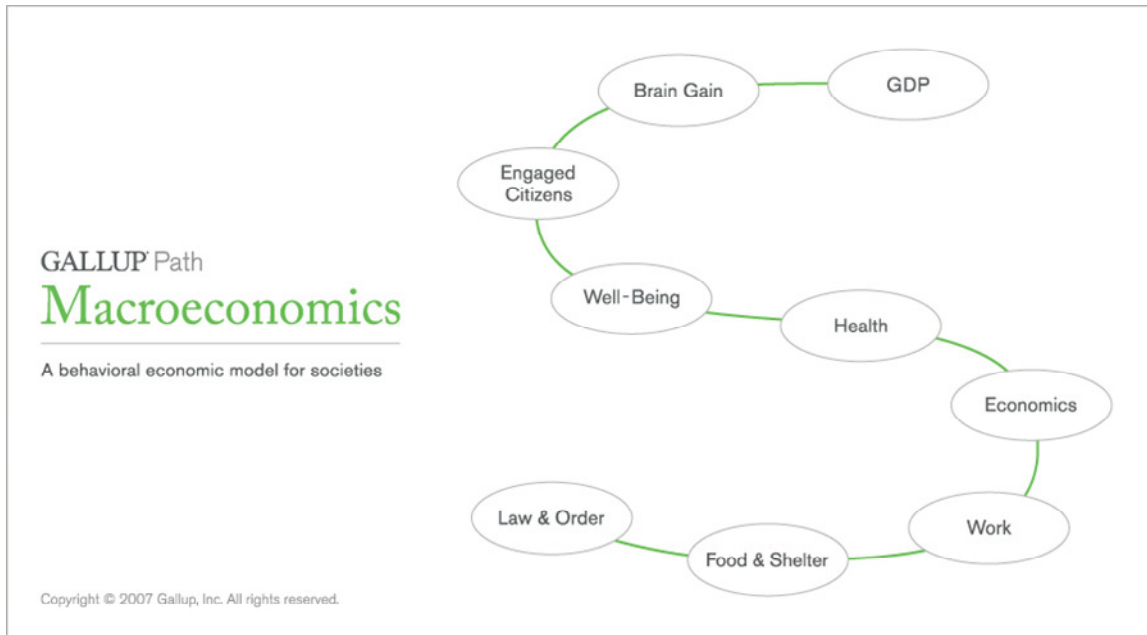 GALLUP® Path
Macroeconomics
A behavioral economic model for societies
Copyright © 2007 Gallup, Inc. All rights reserved.
GDP
Brain Gain
Engaged
Citizens
Well-Being
Health
Economics
Work
Food & Shelter
Law & Order